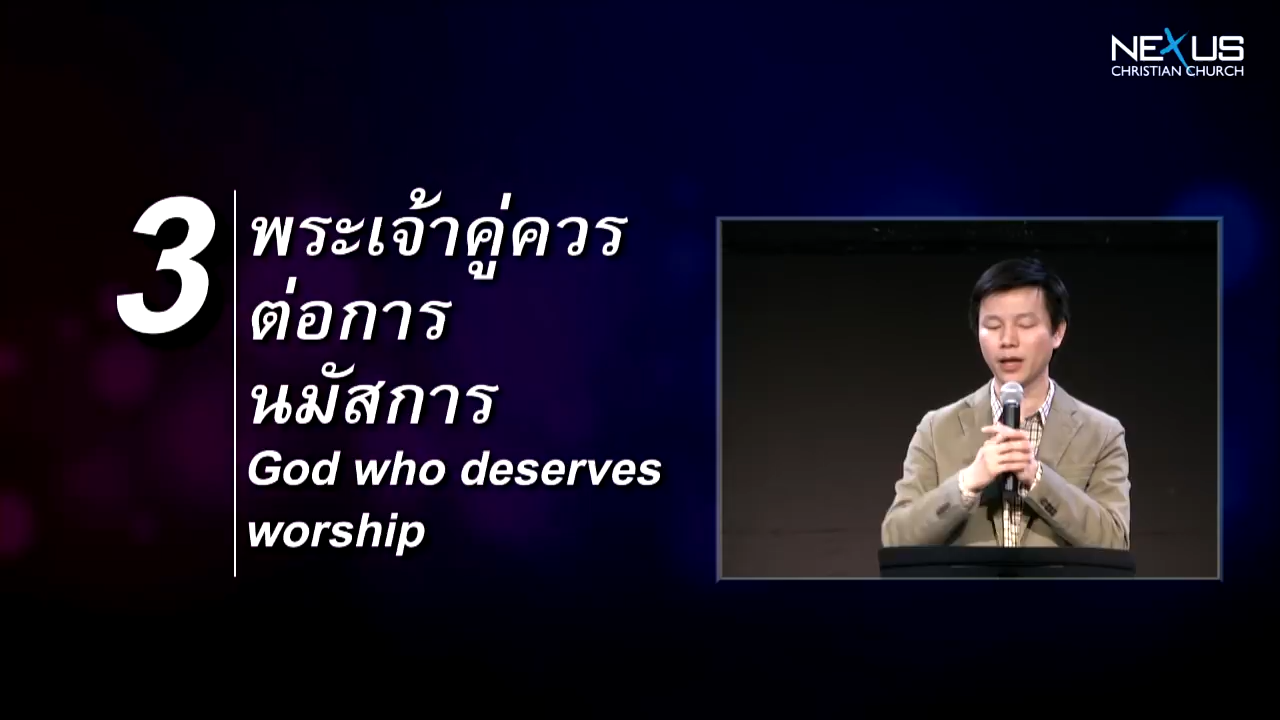 NEXUS
CHRISTIAN CHURCH
3
พระเจ้าคู่ควร
ต่อการ
นมัสการ
God who deserves
worship